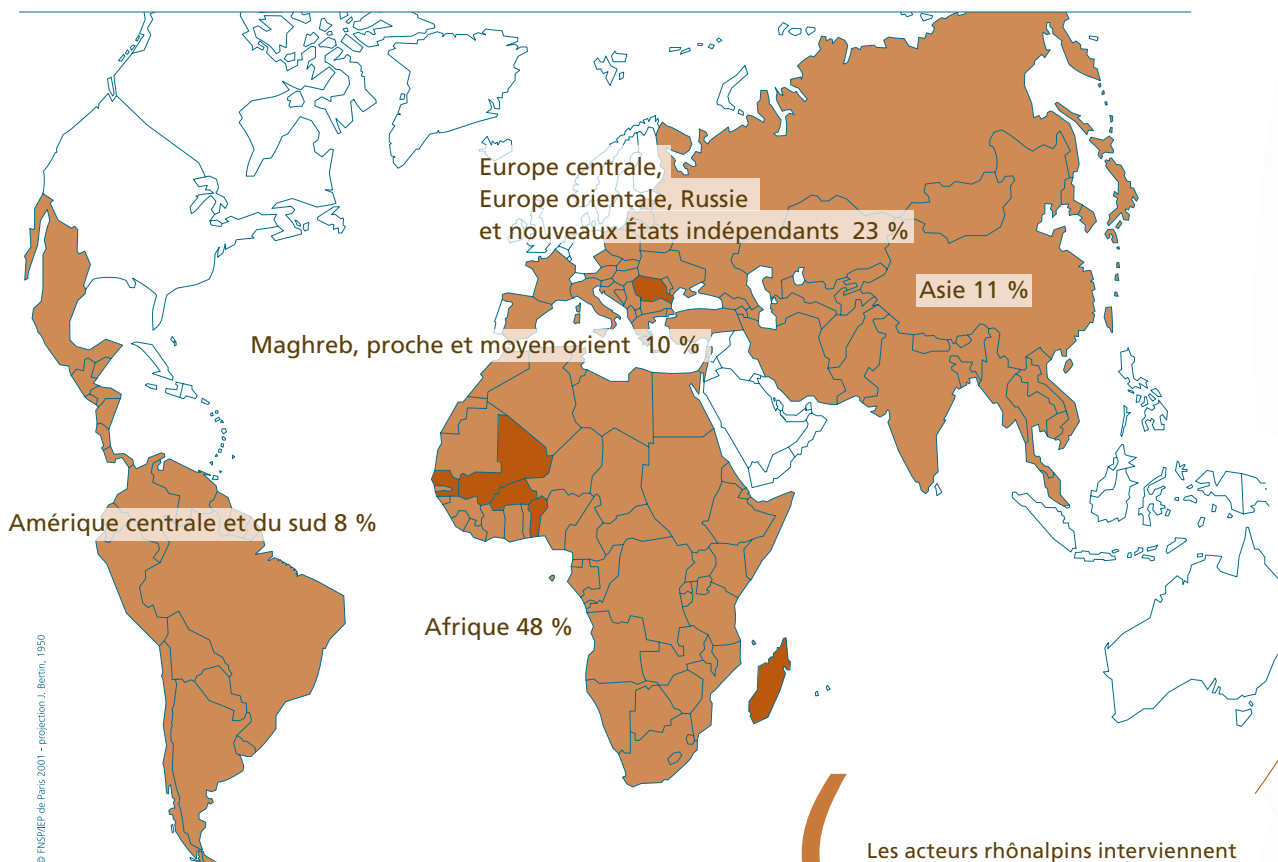 Europe centrale,
Europe orientale, Russie
et nouveaux États indépendants 23 %
Asie 11 %
Maghreb, proche et moyen orient 10 %
Amérique centrale et du sud 8 %
Afrique 48 %
© FNSP/IEP de Paris 2001 - projection J. Bertin, 1950
Les acteurs rhônalpins interviennent